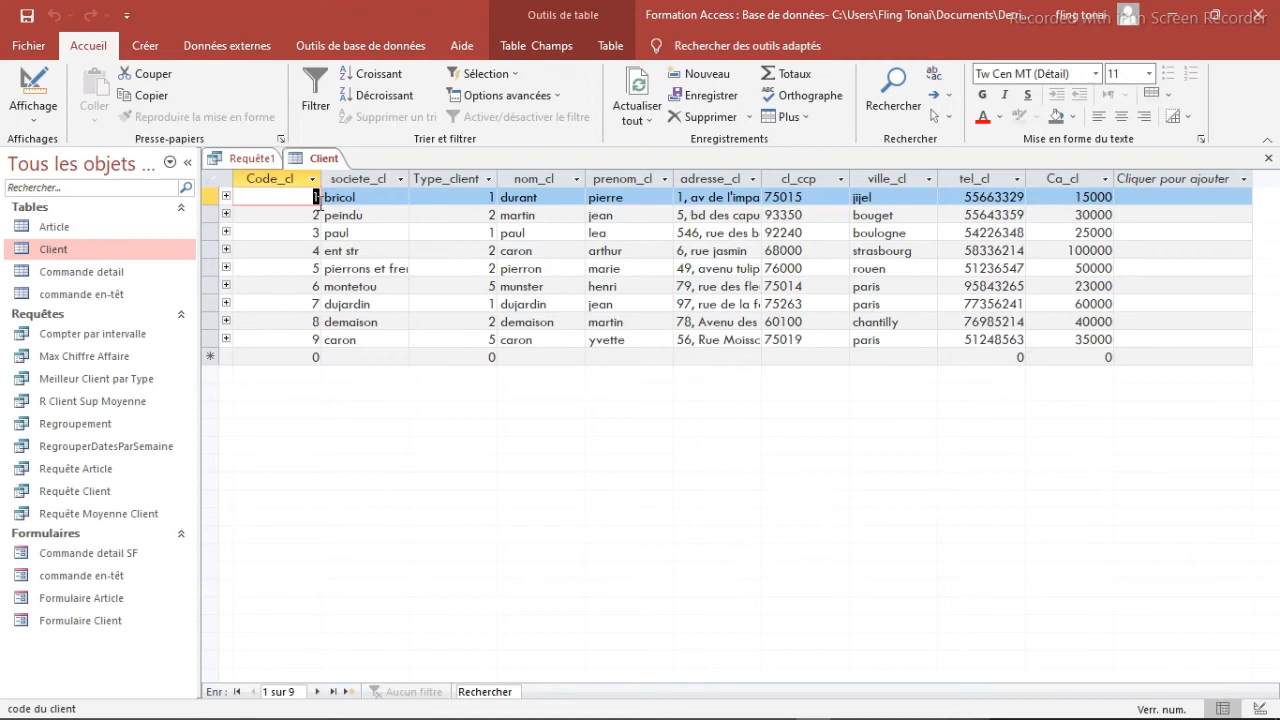 Outils de table
Formation Access : Base de données- C:\Users\Fling Tonai\Documents\Deri...
fling tonai
Recorded with iTop Screen Recorder
Fichier Accueil Créer Données externes Outils de base de données Aide Table Champs Table Rechercher des outils adaptés
Affichage
Affichages
Coller
Couper
Copier
Reproduire la mise en forme
Presse-papiers
Filtrer
Croissant
Décroissant
Supprimer un tri
Sélection
Options avancées
Activer/désactiver le filtre
Trier et filtrer
Actualiser
tout
Nouveau
Enregistrer
Supprimer
Totaux
Orthographe
Plus
Enregistrements
Rechercher
Rechercher
Tw Cen MT (Détail) 11
G I S
Mise en forme du texte
Tous les objets ...
Rechercher...
Tables
Article
Client
Commande detail
commande en-têt
Requêtes
Compter par intervalle
Max Chiffre Affaire
Meilleur Client par Type
R Client Sup Moyenne
Regroupement
RegrouperDatesParSemaine
Requête Article
Requête Client
Requête Moyenne Client
Formulaires
Commande detail SF
commande en-têt
Formulaire Article
Formulaire Client
Requête1 Client
Code_cl societe_cl Type_client nom_cl prenom_cl adresse_cl cl_ccp ville_cl tel_cl Ca_cl Cliquer pour ajouter
1 bricol 1 durant pierre 1, av de l'impa 75015 jijel 55663329 15000
2 peindu 2 martin jean 5, bd des capu 93350 bouget 55643359 30000
3 paul 1 paul lea 546, rue des b 92240 boulogne 54226348 25000
4 ent str 2 caron arthur 6, rue jasmin 68000 strasbourg 58336214 100000
5 pierrons et frer 2 pierron marie 49, avenu tulip 76000 rouen 51236547 50000
6 montetou 5 munster henri 79, rue des fle 75014 paris 95843265 23000
7 dujardin 1 dujardin jean 97, rue de la f 75263 paris 77356241 60000
8 demaison 2 demaison martin 78, Avenu des 60100 chantilly 76985214 40000
9 caron 5 caron yvette 56, Rue Moisso 75019 paris 51248563 35000
0 0 0 0
Enr : 1 sur 9 Aucun filtre Rechercher
code du client
Verr. num.